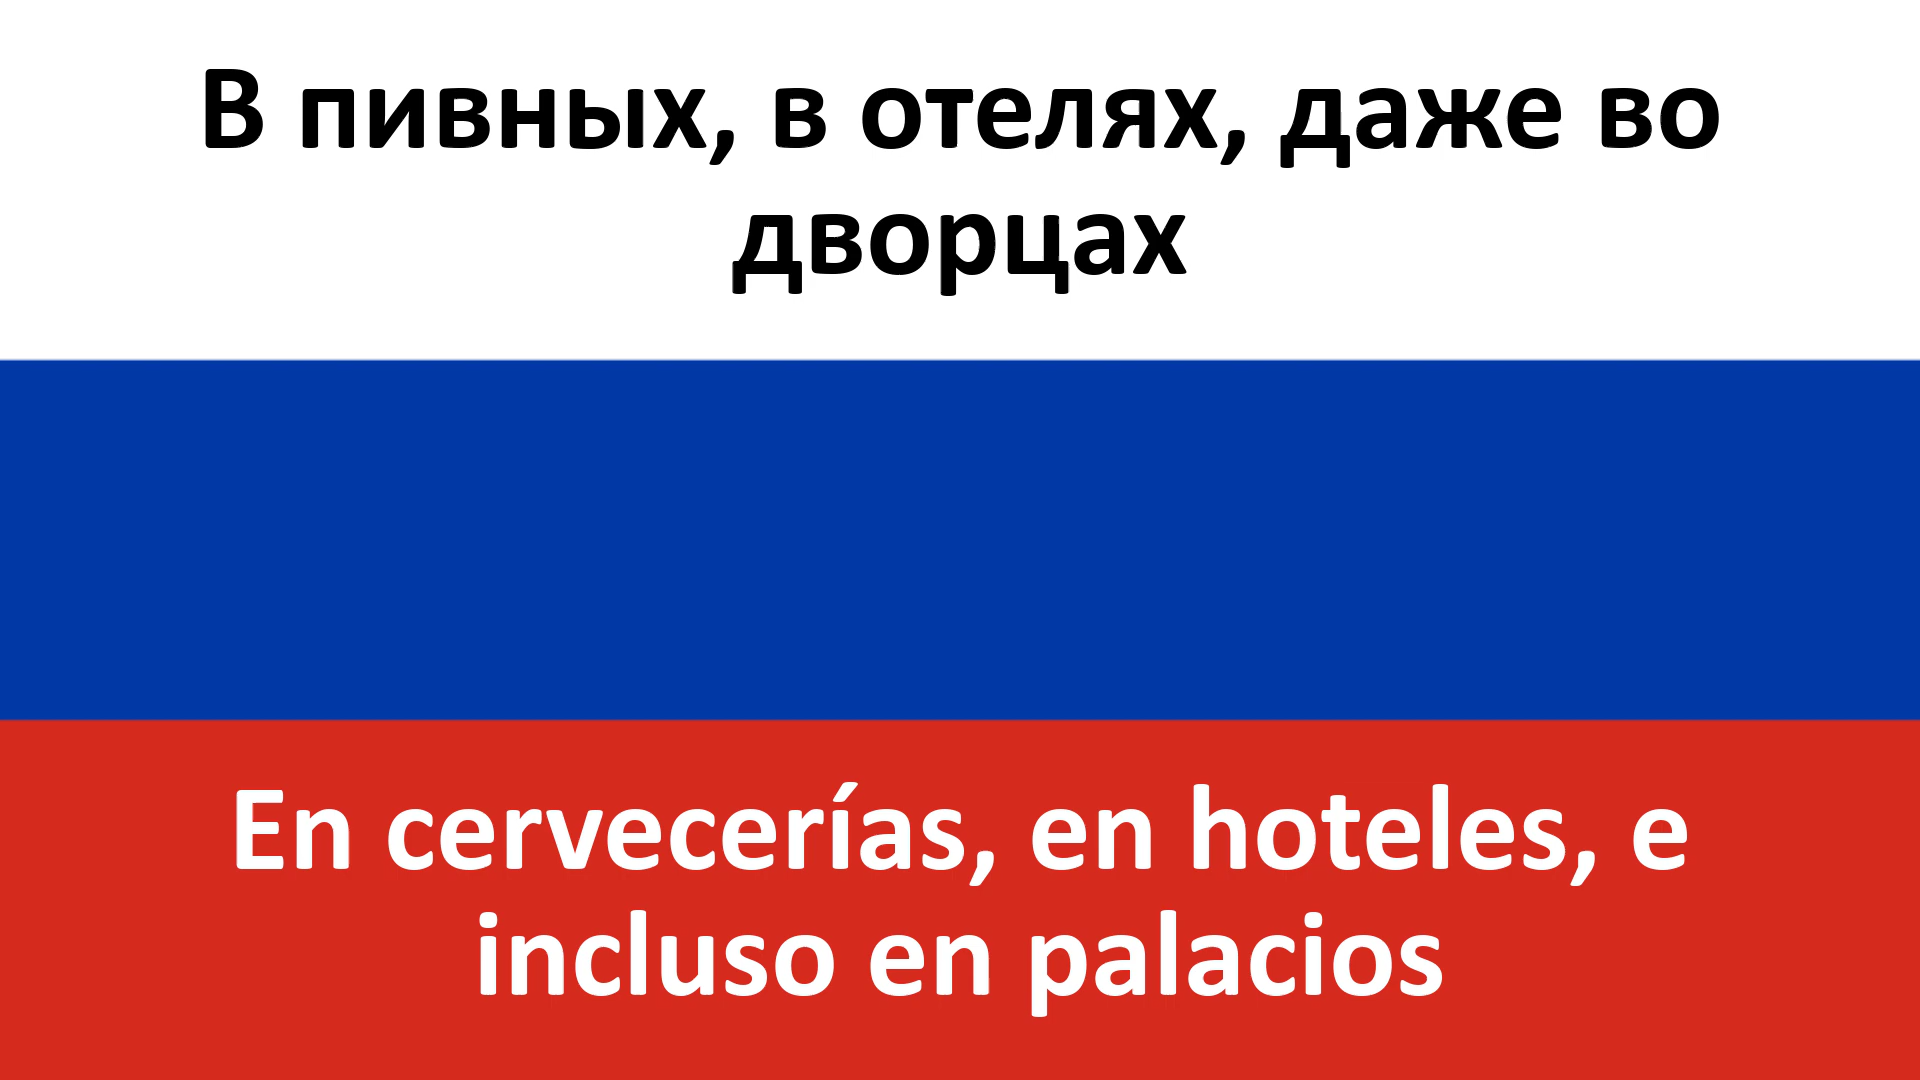 В пивных, в отелях, даже во
дворцах
En cervecerías, en hoteles, e
incluso en palacios